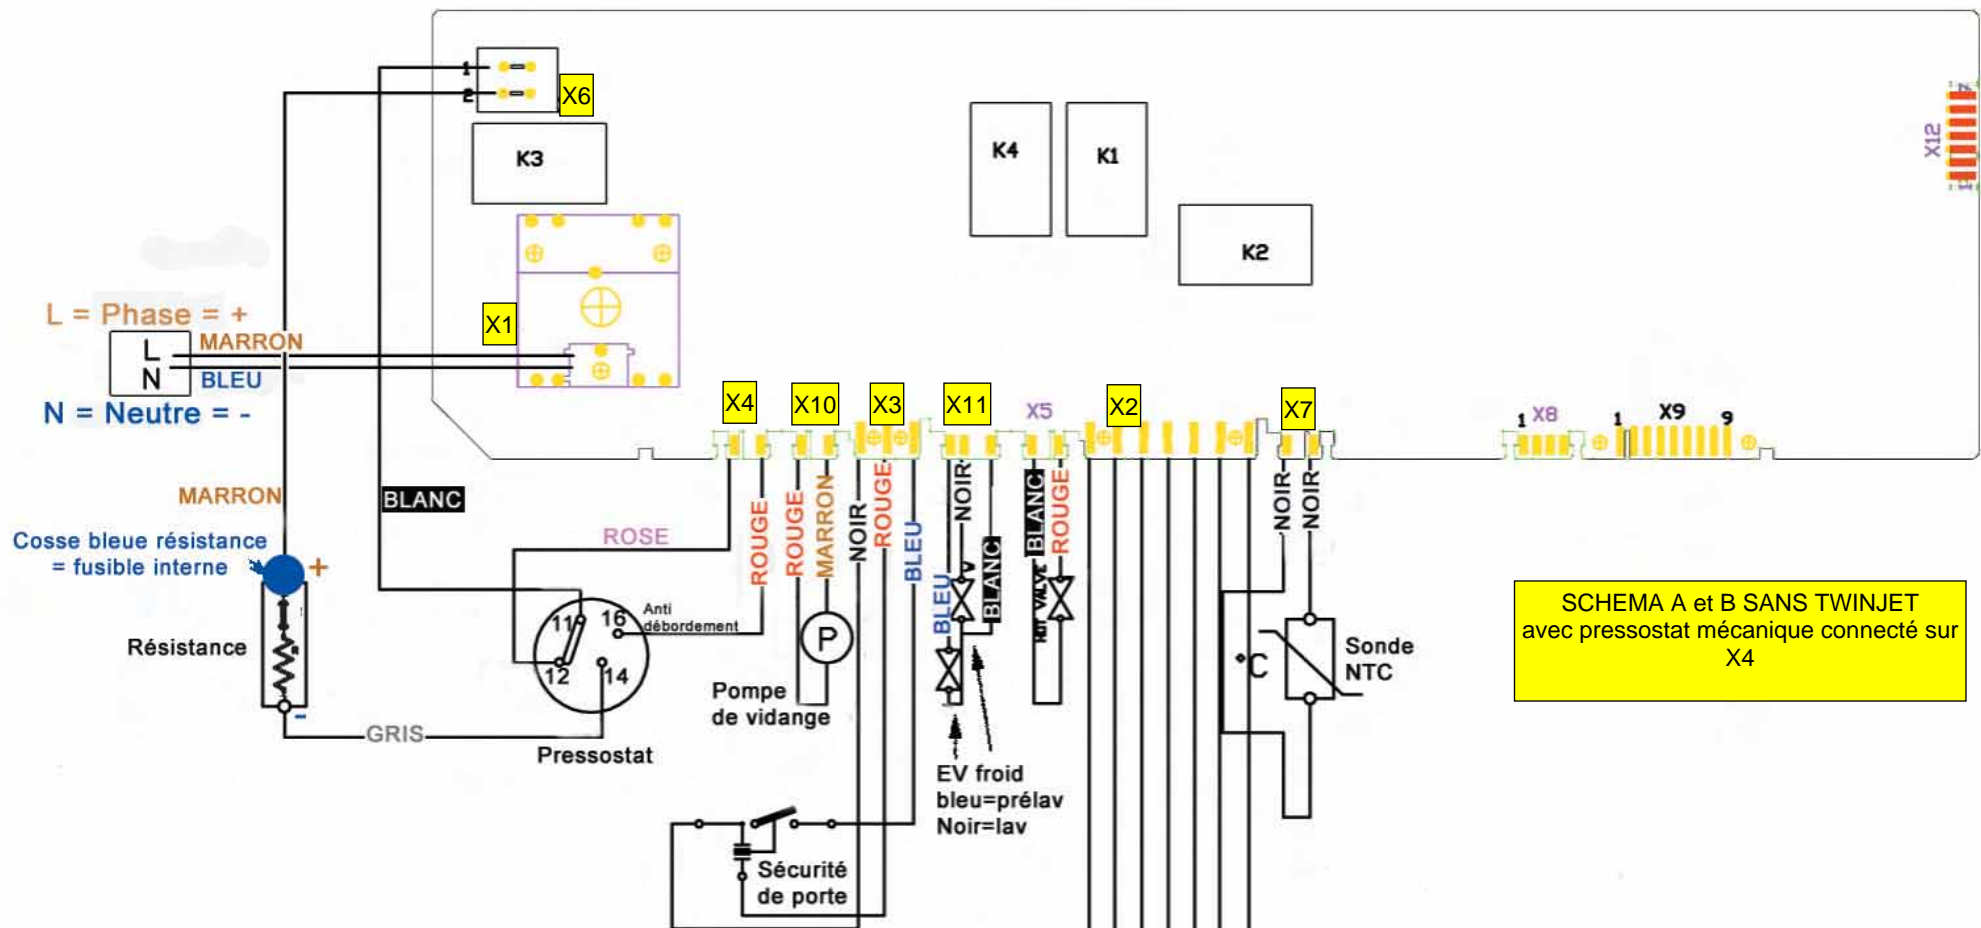 1
2
X6
K3
K4
K1
K2
X12
L = Phase = +
X1
L
N
MARRON
BLEU
N = Neutre = -
X4
X10
X3
X11
X5
X2
X7
1
X8
1
X9
9
MARRON
BLANC
Cosse bleue résistance
= fusible interne
+
ROSE
ROUGE
ROUGE
MARRON
NOIR
ROUGE
BLEU
BLEU
NOIR
BLANC
V
BLANC
ROUGE
HOT VALVE
NOIR
NOIR
Résistance
R
-
GRIS
11
16
12
14
Anti
débordement
Pressostat
P
Pompe
de vidange
°C
Sonde
NTC
EV froid
bleu=prélav
Noir=lav
Sécurité
de porte
SCHEMA A et B SANS TWINJET
avec pressostat mécanique connecté sur
X4